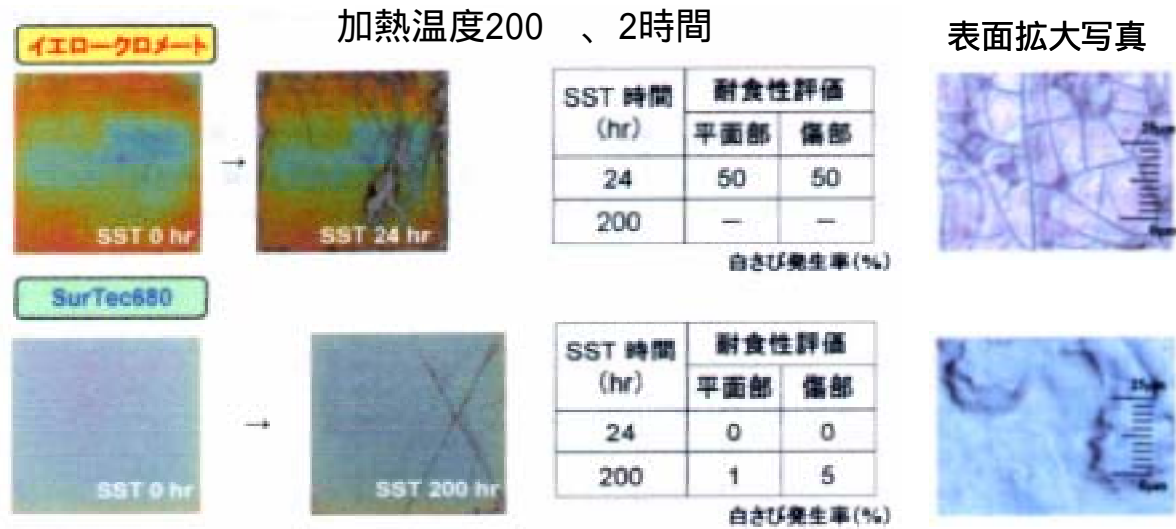 加熱温度200　、2時間
表面拡大写真
イエロークロメート
SST 0 hr
→
SST 24 hr
SST 時間 (hr) 耐食性評価
平面部 傷部
24 50 50
200 － －
白さび発生率(%)
25μm
0μm
SurTec680
SST 0 hr
→
SST 200 hr
SST 時間 (hr) 耐食性評価
平面部 傷部
24 0 0
200 1 5
白さび発生率(%)
25μm
0μm